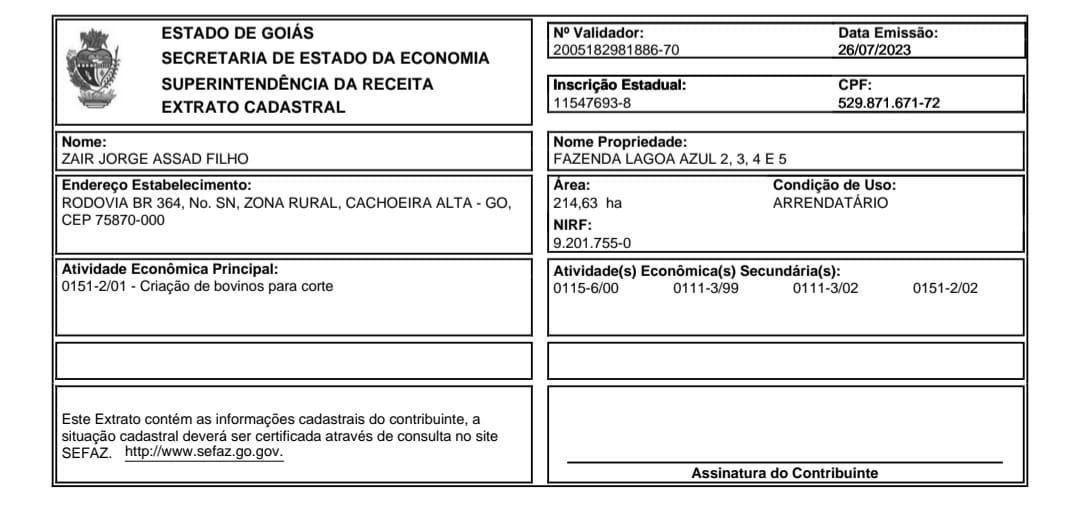 ESTADO DE GOIÁS
SECRETARIA DE ESTADO DA ECONOMIA
SUPERINTENDÊNCIA DA RECEITA
EXTRATO CADASTRAL
Nº Validador:
2005182981886-70
Data Emissão:
26/07/2023
Inscrição Estadual:
11547693-8
CPF:
529.871.671-72
Nome:
ZAIR JORGE ASSAD FILHO
Nome Propriedade:
FAZENDA LAGOA AZUL 2, 3, 4 E 5
Endereço Estabelecimento:
RODOVIA BR 364, No. SN, ZONA RURAL, CACHOEIRA ALTA - GO,
CEP 75870-000
Área:
214,63 ha
Condição de Uso:
ARRENDATÁRIO
NIRF:
9.201.755-0
Atividade Econômica Principal:
0151-2/01 - Criação de bovinos para corte
Atividade(s) Econômica(s) Secundária(s):
0115-6/00 0111-3/99 0111-3/02 0151-2/02
Este Extrato contém as informações cadastrais do contribuinte, a
situação cadastral deverá ser certificada através de consulta no site
SEFAZ. http://www.sefaz.go.gov.
Assinatura do Contribuinte